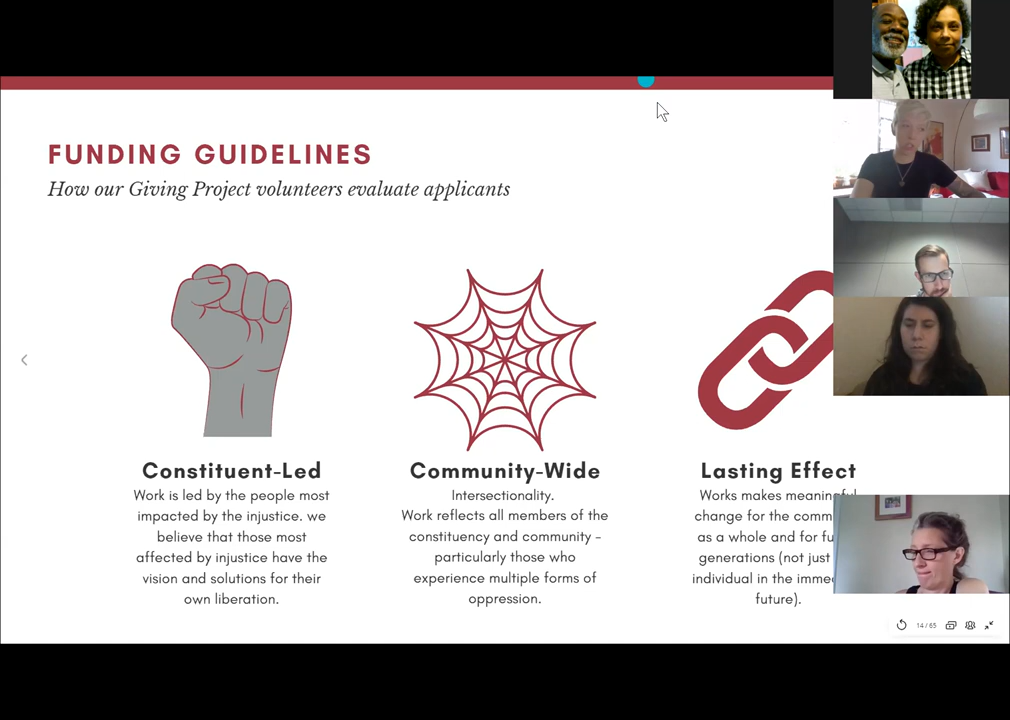 FUNDING GUIDELINES
How our Giving Project volunteers evaluate applicants
Constituent-Led
Work is led by the people most
impacted by the injustice. we
believe that those most
affected by injustice have the
vision and solutions for their
own liberation.
Community-Wide
Intersectionality.
Work reflects all members of the
constituency and community –
particularly those who
experience multiple forms of
oppression.
Lasting Effect
Works makes meaningful
change for the comm
as a whole and for fu
generations (not just
individual in the imme
future).
14 / 65